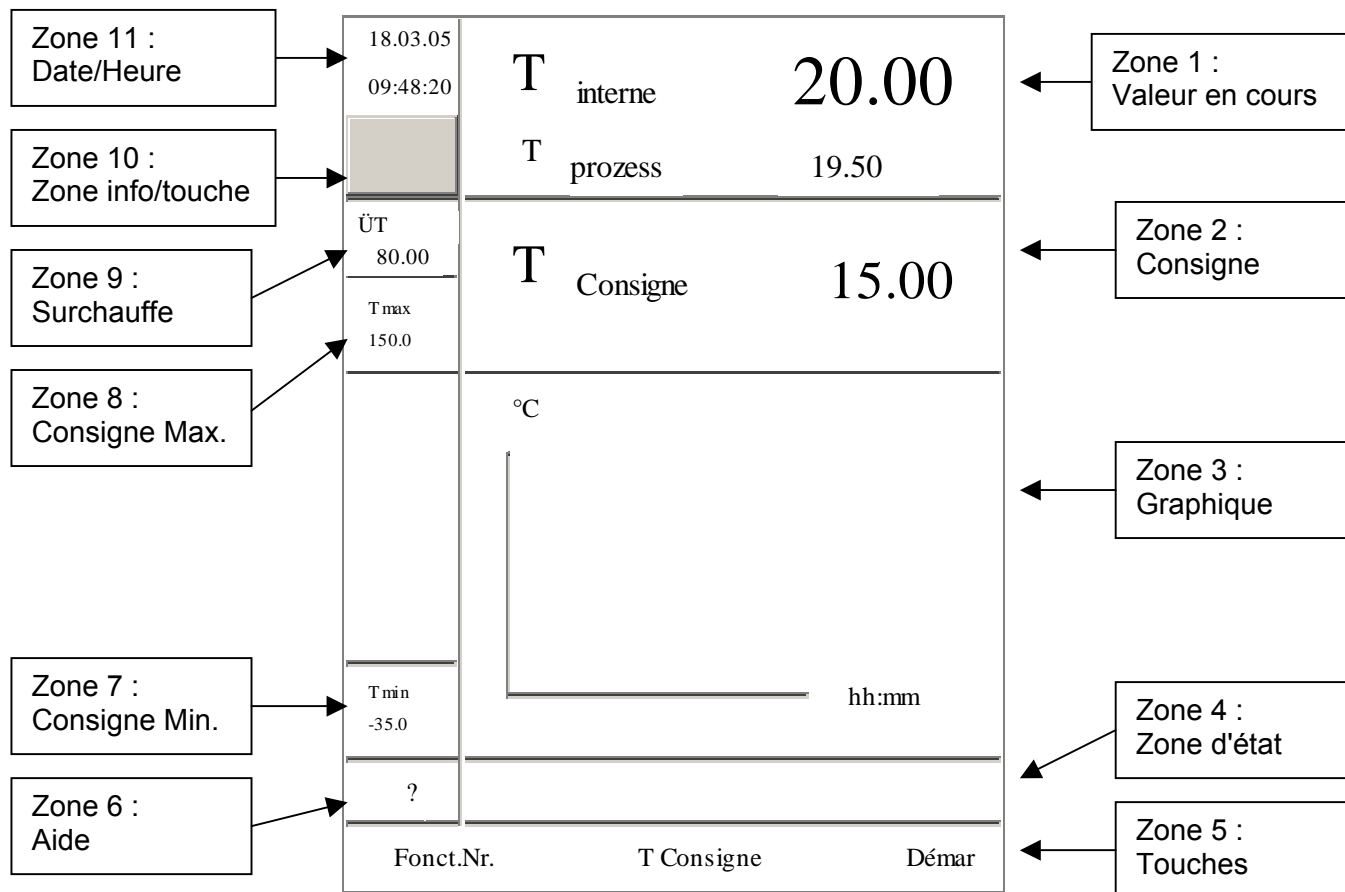 Zone 11 :
Date/Heure
Zone 10 :
Zone info/touche
Zone 9 :
Surchauffe
Zone 8 :
Consigne Max.
Zone 7 :
Consigne Min.
Zone 6 :
Aide
18.03.05
09:48:20
ÜT
80.00
T max
150.0
T min
-35.0
?
T interne 20.00
T prozess 19.50
T Consigne 15.00
°C
hh:mm
Fonct.Nr. T Consigne Démar
Zone 1 :
Valeur en cours
Zone 2 :
Consigne
Zone 3 :
Graphique
Zone 4 :
Zone d'état
Zone 5 :
Touches